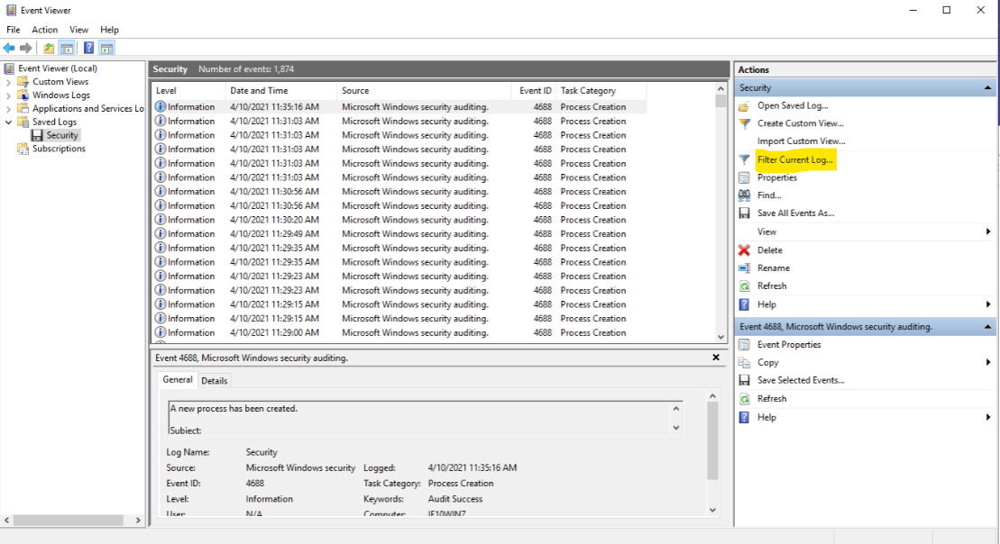 Event Viewer
File Action View Help
Event Viewer (Local)
Custom Views
Windows Logs
Applications and Services Lo
Saved Logs
Security
Subscriptions
Security Number of events: 1,874
Level Date and Time Source Event ID Task Category
Information 4/10/2021 11:35:16 AM Microsoft Windows security auditing. 4688 Process Creation
Information 4/10/2021 11:31:03 AM Microsoft Windows security auditing. 4688 Process Creation
Information 4/10/2021 11:31:03 AM Microsoft Windows security auditing. 4688 Process Creation
Information 4/10/2021 11:31:03 AM Microsoft Windows security auditing. 4688 Process Creation
Information 4/10/2021 11:31:03 AM Microsoft Windows security auditing. 4688 Process Creation
Information 4/10/2021 11:31:03 AM Microsoft Windows security auditing. 4688 Process Creation
Information 4/10/2021 11:30:56 AM Microsoft Windows security auditing. 4688 Process Creation
Information 4/10/2021 11:30:56 AM Microsoft Windows security auditing. 4688 Process Creation
Information 4/10/2021 11:30:20 AM Microsoft Windows security auditing. 4688 Process Creation
Information 4/10/2021 11:29:49 AM Microsoft Windows security auditing. 4688 Process Creation
Information 4/10/2021 11:29:35 AM Microsoft Windows security auditing. 4688 Process Creation
Information 4/10/2021 11:29:35 AM Microsoft Windows security auditing. 4688 Process Creation
Information 4/10/2021 11:29:23 AM Microsoft Windows security auditing. 4688 Process Creation
Information 4/10/2021 11:29:23 AM Microsoft Windows security auditing. 4688 Process Creation
Information 4/10/2021 11:29:15 AM Microsoft Windows security auditing. 4688 Process Creation
Information 4/10/2021 11:29:15 AM Microsoft Windows security auditing. 4688 Process Creation
Information 4/10/2021 11:29:00 AM Microsoft Windows security auditing. 4688 Process Creation
Event 4688, Microsoft Windows security auditing.
General Details
A new process has been created.
Subject:
Log Name: Security
Source: Microsoft Windows security Logged: 4/10/2021 11:35:16 AM
Event ID: 4688 Task Category: Process Creation
Level: Information Keywords: Audit Success
User: N/A Computer: IE10WIN7
Actions
Security
Open Saved Log...
Create Custom View...
Import Custom View...
Filter Current Log...
Properties
Find...
Save All Events As...
View
Delete
Rename
Refresh
Help
Event 4688, Microsoft Windows security auditing.
Event Properties
Copy
Save Selected Events...
Refresh
Help